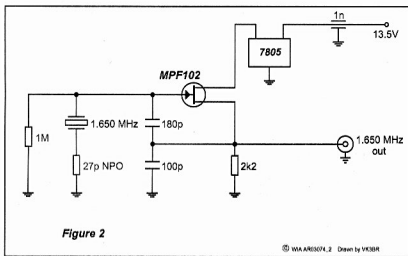 1n
13.5V
7805
MPF102
1.650 MHz
180p
1M
27p NPO
100p
2k2
1.650 MHz
out
Figure 2
© WIA AR03074_2 Drawn by VK3BR